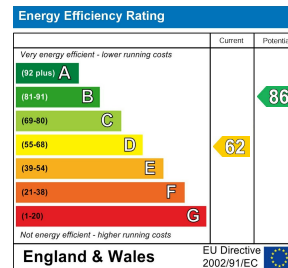 Energy Efficiency Rating
Current Potentia
Very energy efficient - lower running costs
(92 plus) A
(81-91) B
(69-80) C
(55-68) D
(39-54) E
(21-38) F
(1-20) G
62
86
Not energy efficient - higher running costs
England & Wales
EU Directive
2002/91/EC